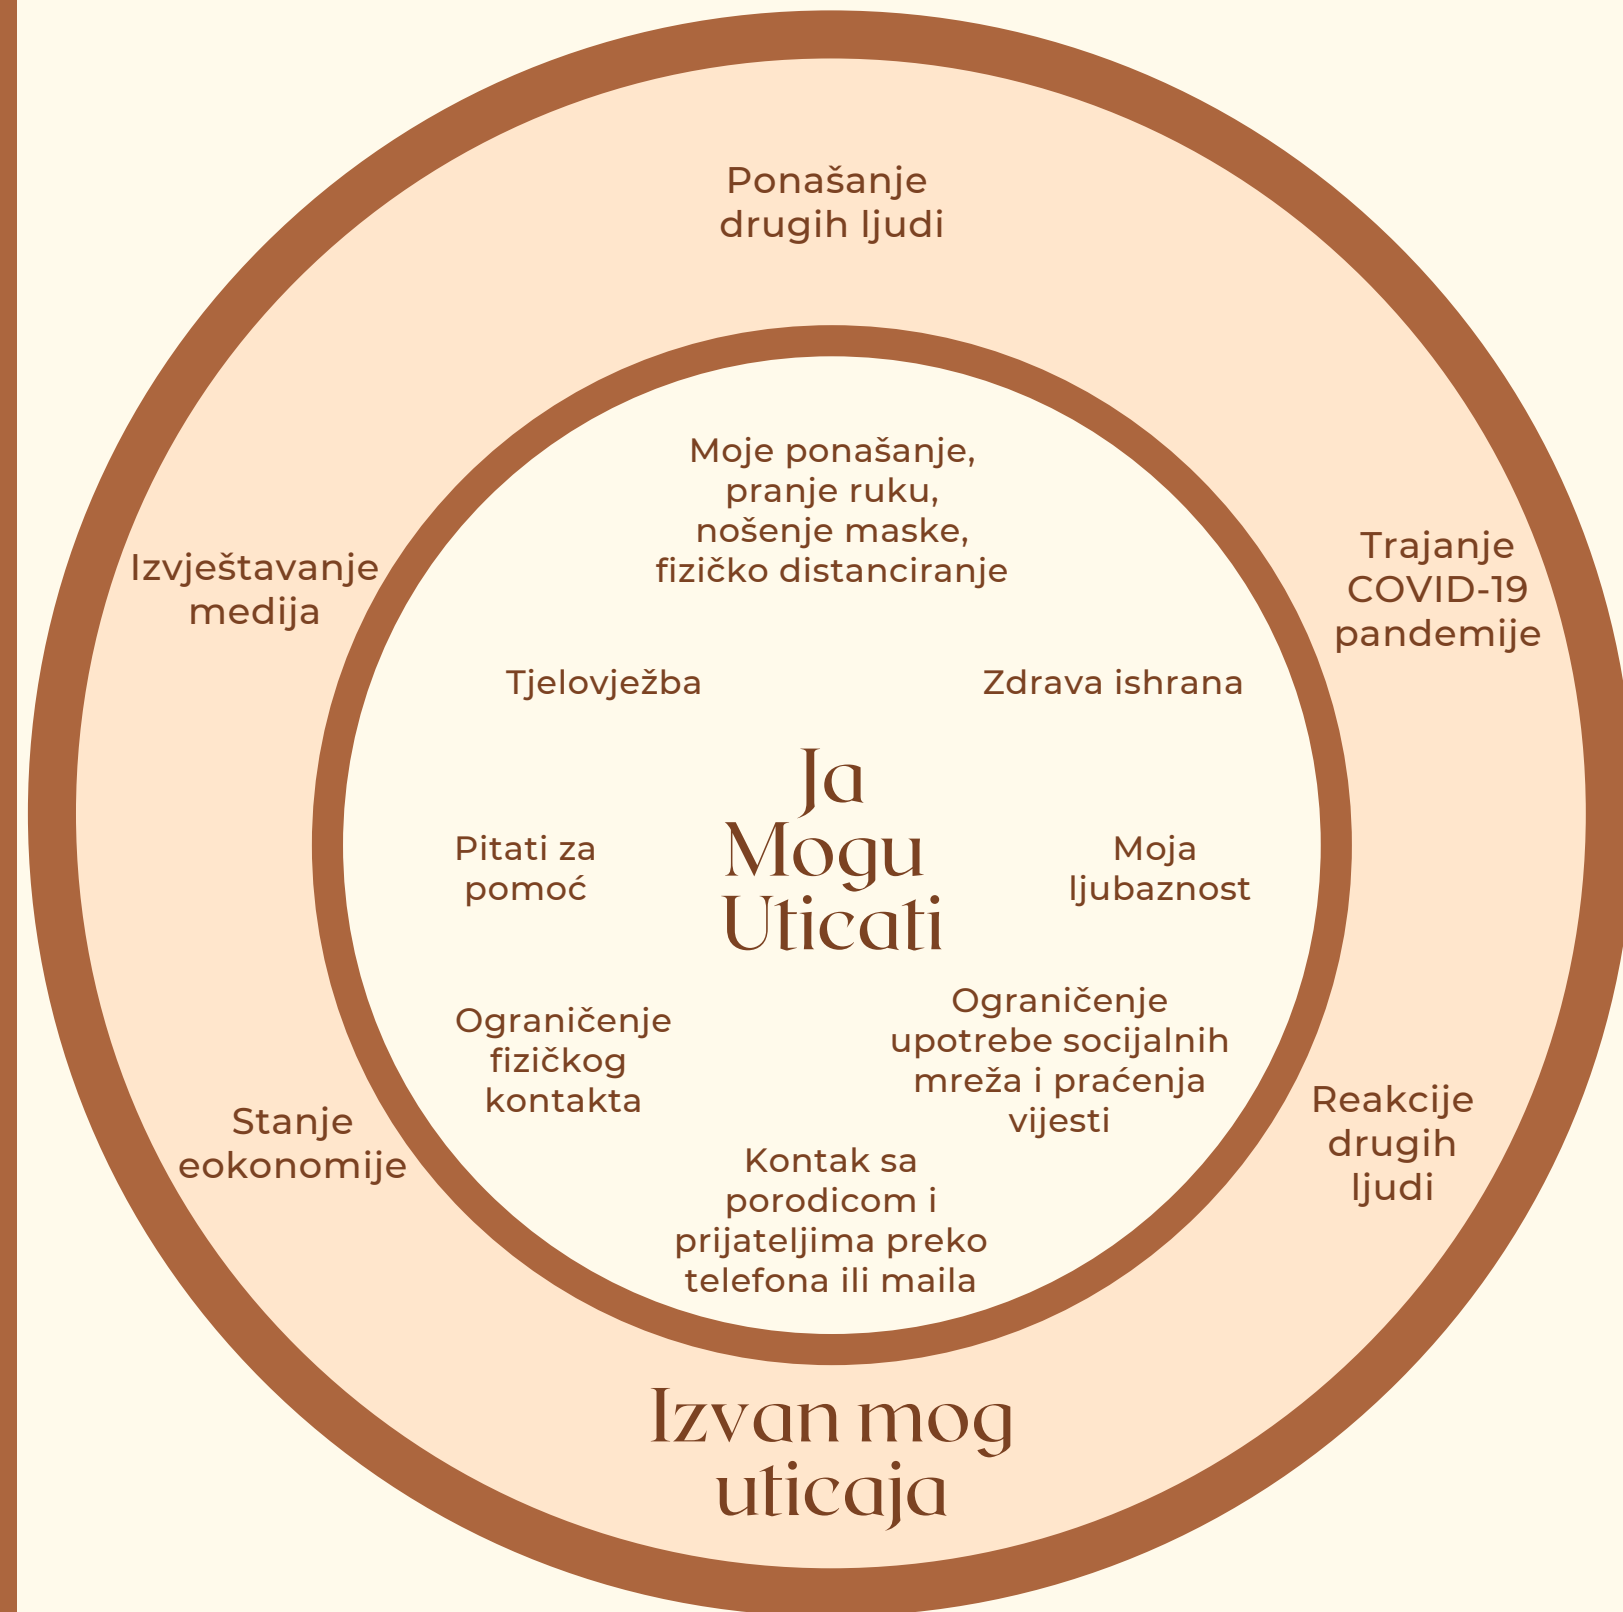 Ponašanje
drugih ljudi
Izvještavanje
medija
Trajanje
COVID-19
pandemije
Moje ponašanje,
pranje ruku,
nošenje maske,
fizičko distanciranje
Tjelovježba
Zdrava ishrana
Ja
Mogu
Uticati
Pitati za
pomoć
Moja
ljubaznost
Ograničenje
fizičkog
kontakta
Ograničenje
upotrebe socijalnih
mreža i praćenja
vijesti
Stanje
eokonomije
Reakcije
drugih
ljudi
Kontak sa
porodicom i
prijateljima preko
telefona ili maila
Izvan mog
uticaja